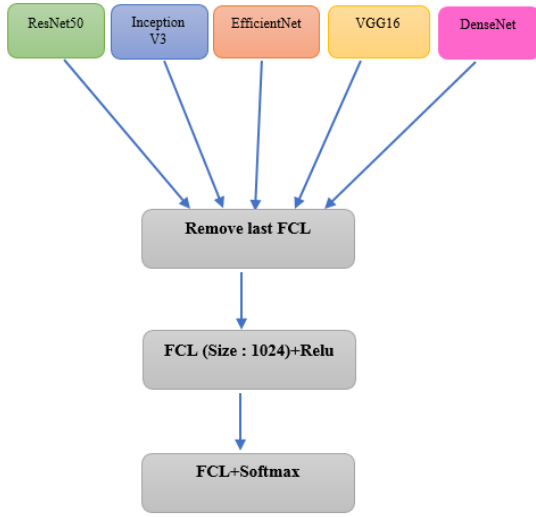 ResNet50
Inception
V3
EfficientNet
VGG16
DenseNet
Remove last FCL
FCL (Size : 1024)+Relu
FCL+Softmax